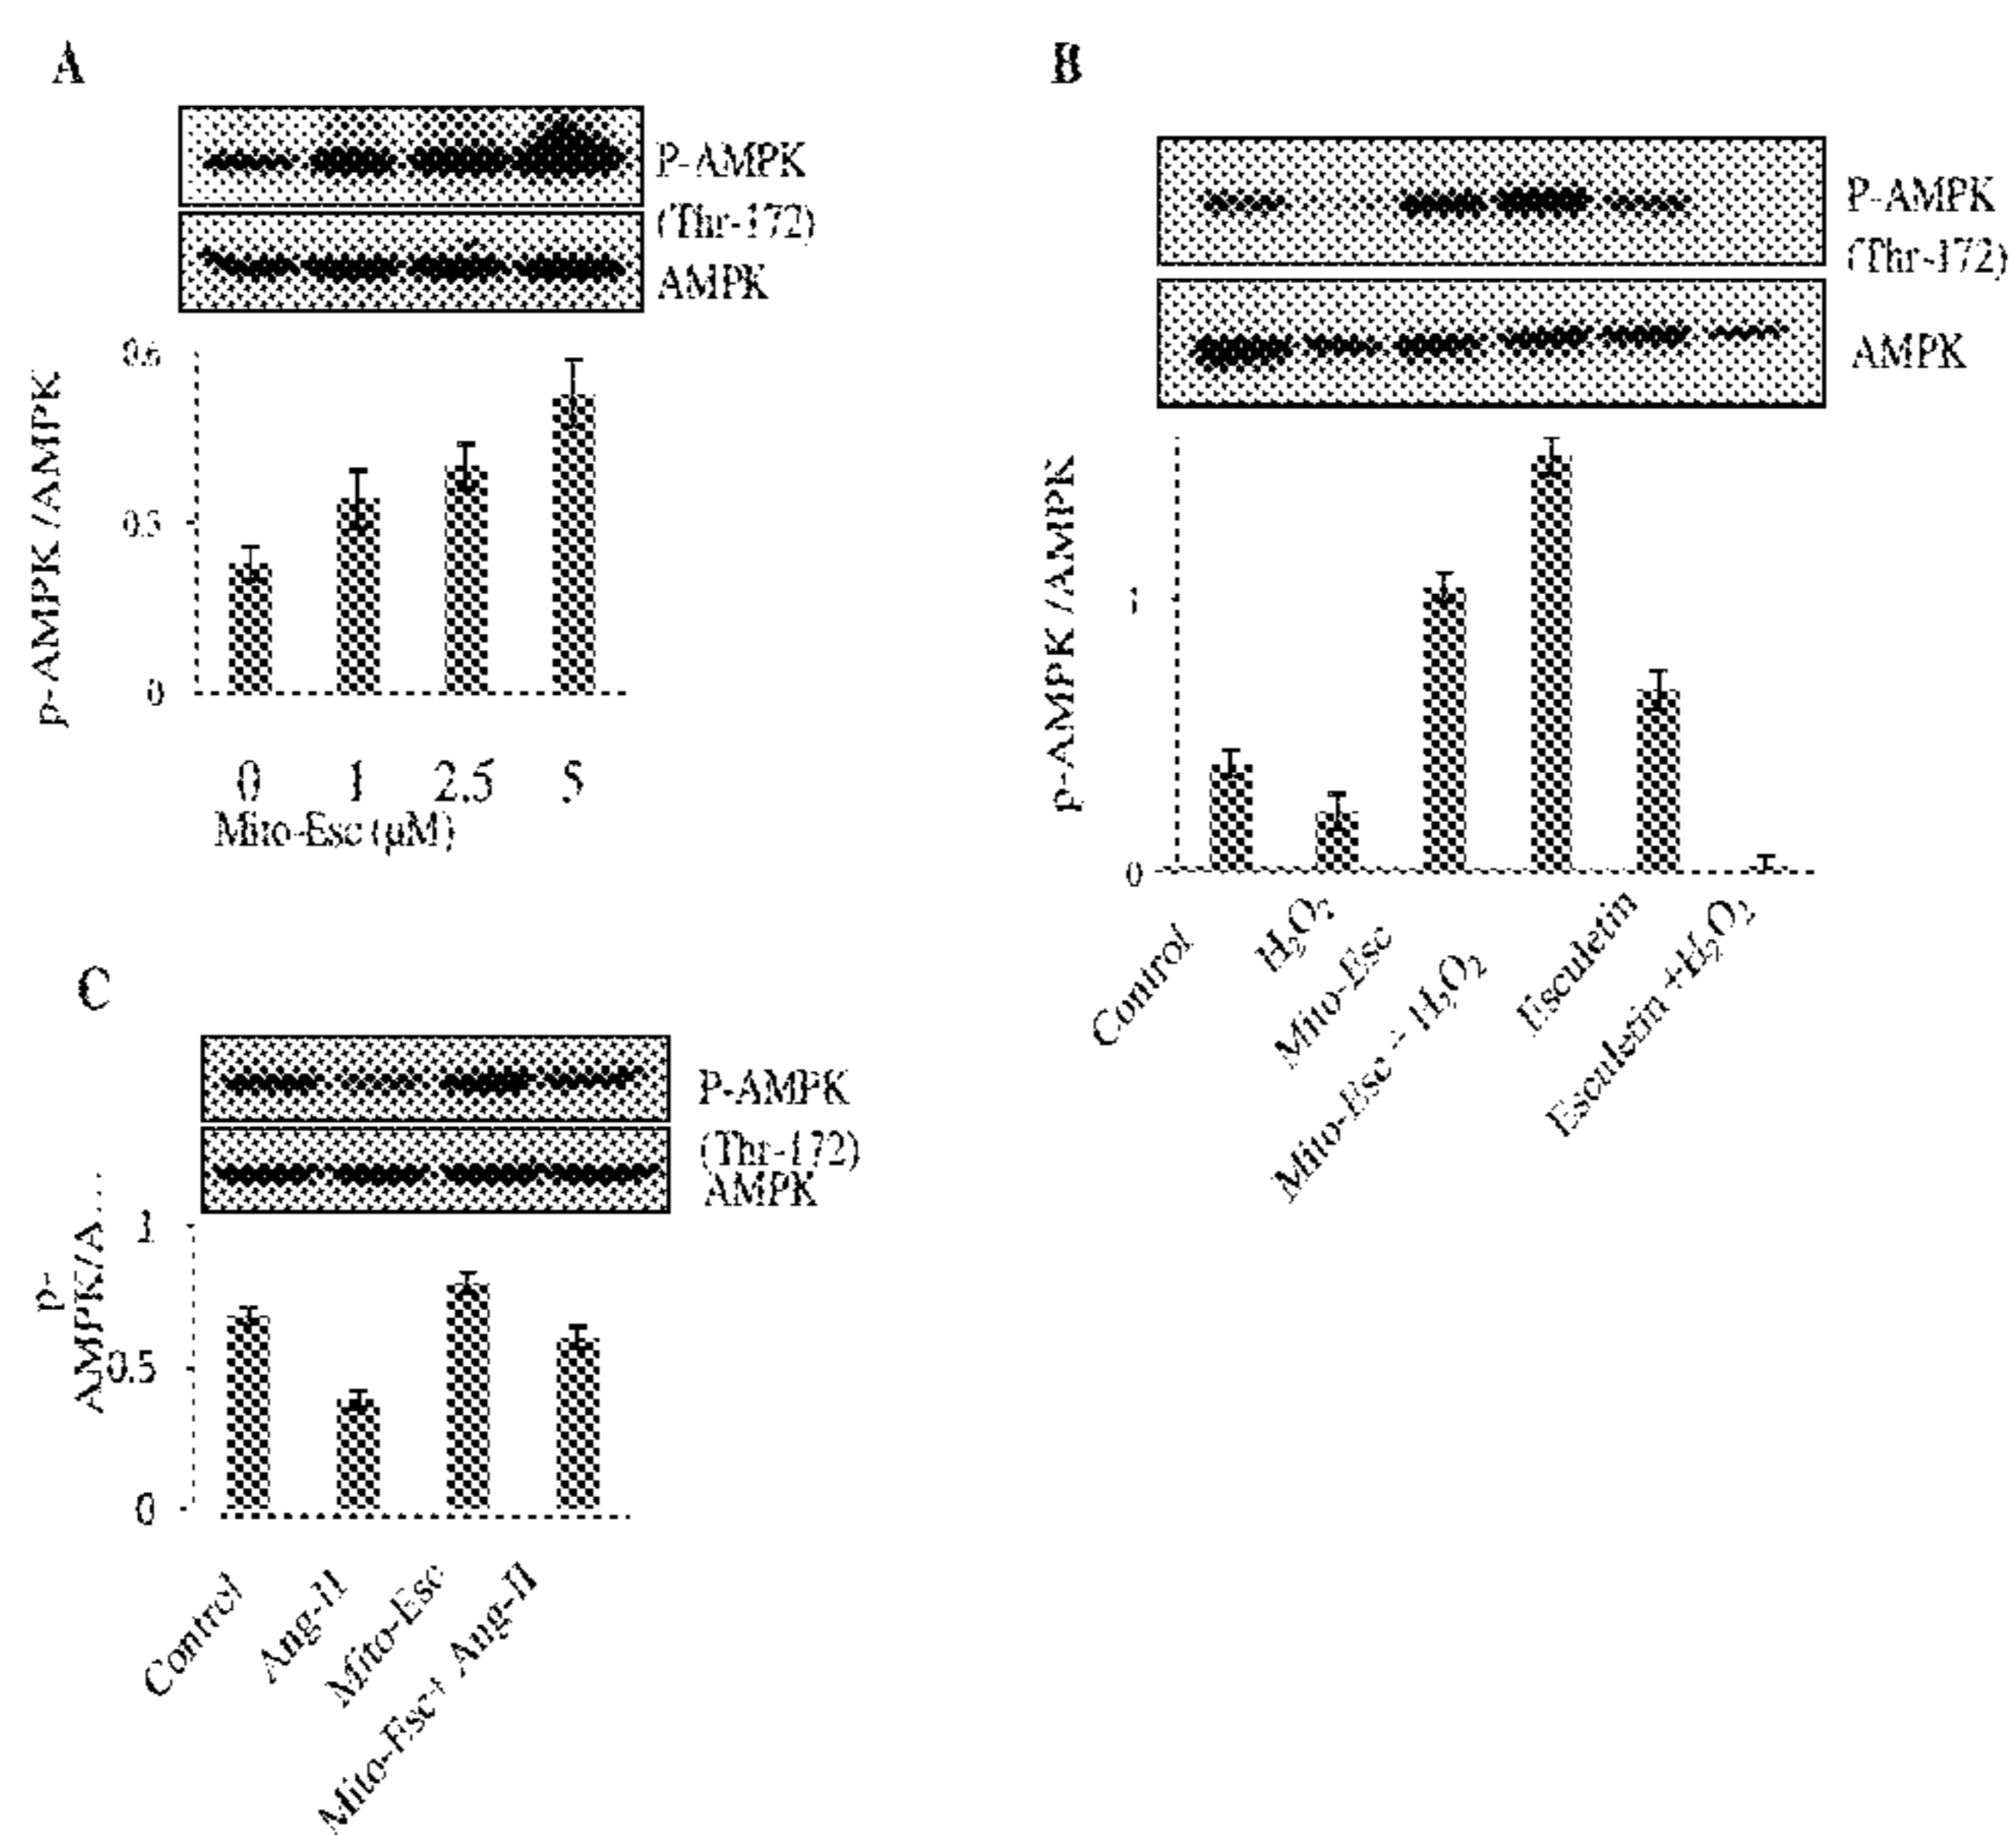 A
P-AMPK
(Thr-172)
AMPK
p-AMPK /AMPK
0.6
0.3
0
0 1 2.5 5
Mito-Esc (µM)
B
P-AMPK
(Thr-172)
AMPK
p-AMPK /AMPK
1
0
Control
H₂O₂
Mito-Esc
Mito-Esc + H₂O₂
Esculetin
Esculetin +H₂O₂
C
P-AMPK
(Thr-172)
AMPK
p-
AMPK/A…
1
0.5
0
Control
Ang-II
Mito-Esc
Mito-Esc+ Ang-II